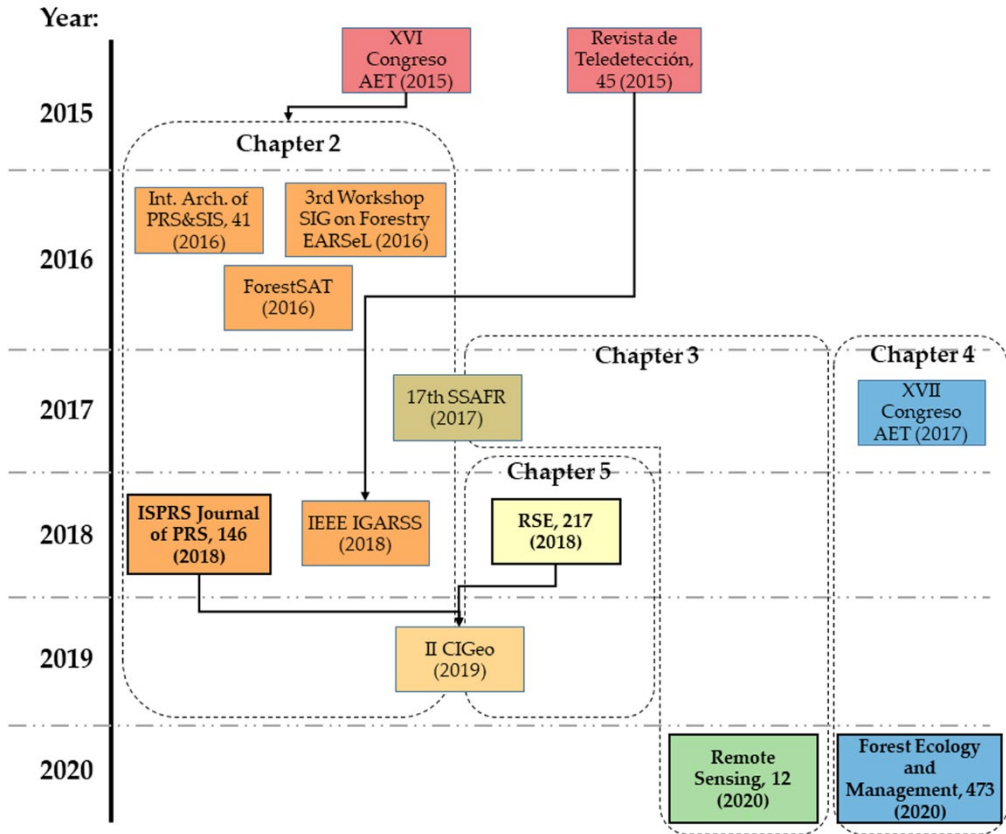 Year:
XVI
Congreso
AET (2015)
Revista de
Teledetección,
45 (2015)
2015
Chapter 2
Int. Arch. of
PRS&SIS, 41
(2016)
3rd Workshop
SIG on Forestry
EARSeL (2016)
2016
ForestSAT
(2016)
Chapter 3
Chapter 4
17th SSAFR
(2017)
XVII
Congreso
AET (2017)
2017
Chapter 5
ISPRS Journal
of PRS, 146
(2018)
IEEE IGARSS
(2018)
RSE, 217
(2018)
2018
II CIGeo
(2019)
2019
Remote
Sensing, 12
(2020)
Forest Ecology
and
Management, 473
(2020)
2020